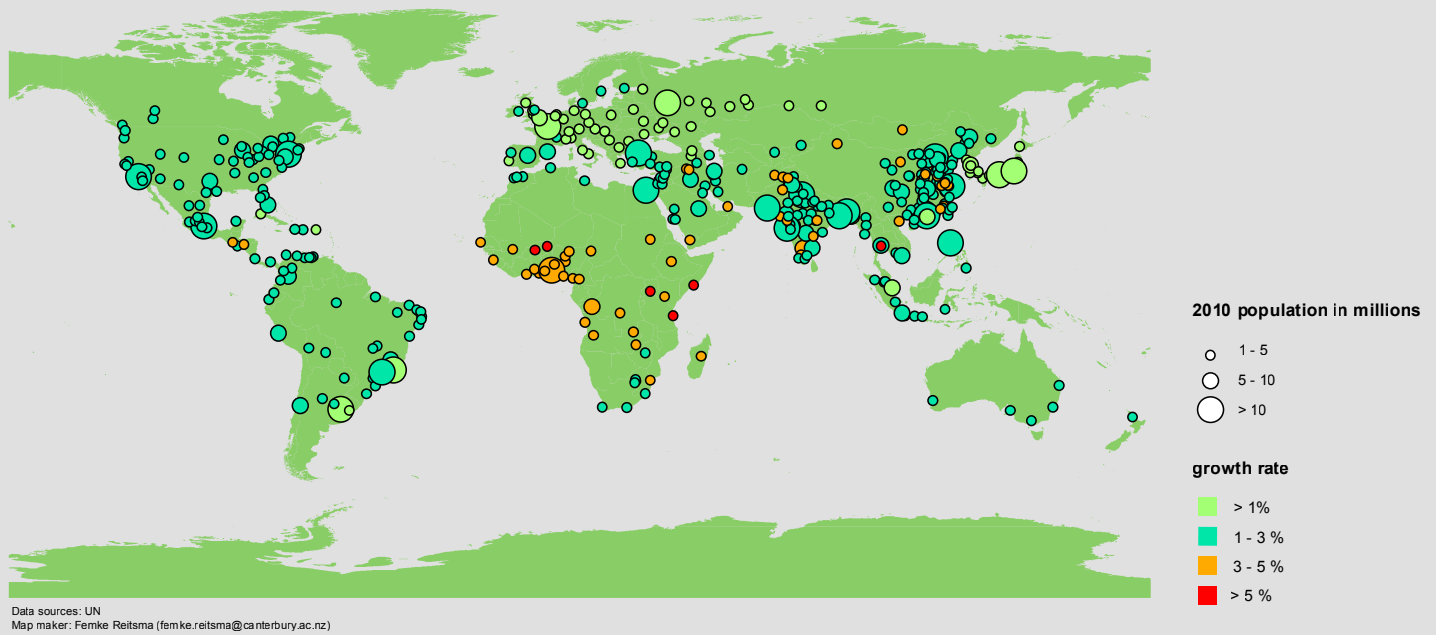 2010 population in millions
1 - 5
5 - 10
> 10
growth rate
> 1%
1 - 3 %
3 - 5 %
> 5 %
Data sources: UN
Map maker: Femke Reitsma (femke.reitsma@canterbury.ac.nz)